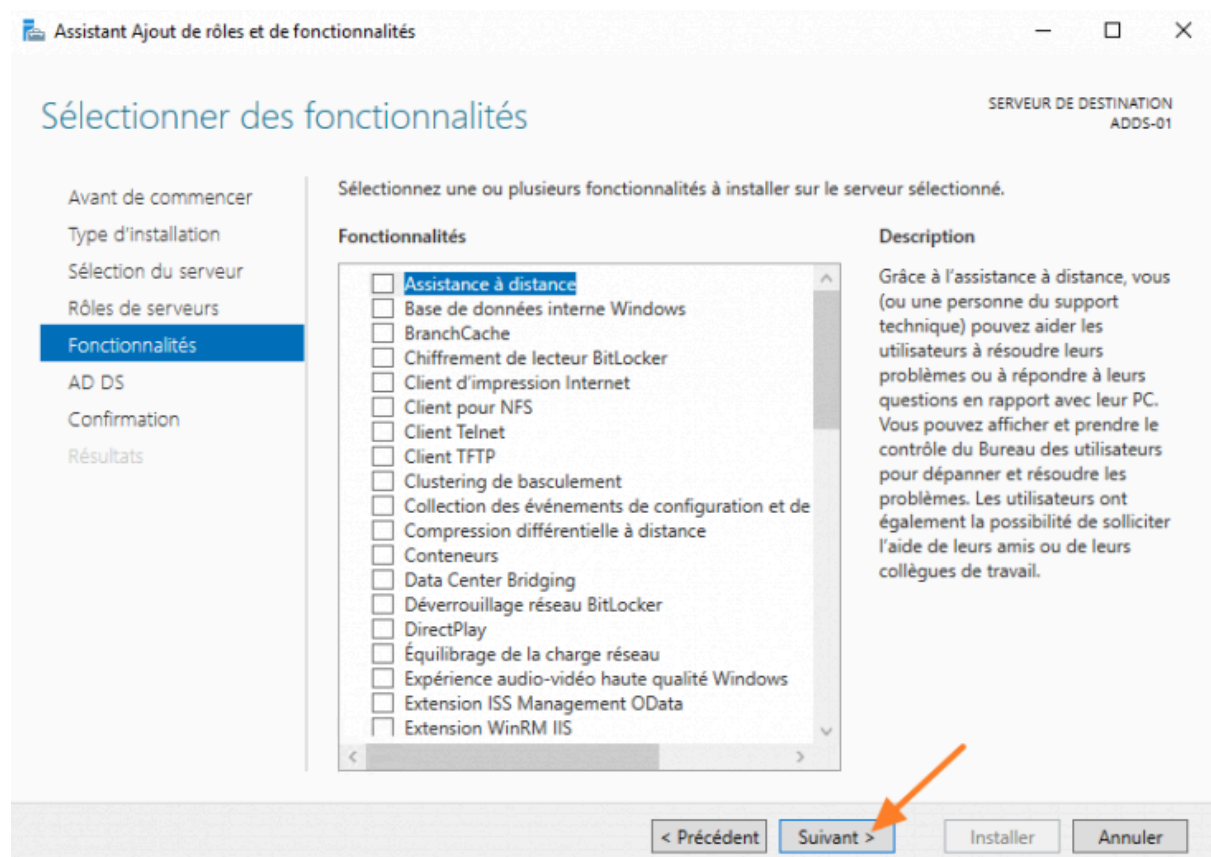 Assistant Ajout de rôles et de fonctionnalités
Sélectionner des fonctionnalités
SERVEUR DE DESTINATION
ADDS-01
Avant de commencer
Type d'installation
Sélection du serveur
Rôles de serveurs
Fonctionnalités
AD DS
Confirmation
Résultats
Sélectionnez une ou plusieurs fonctionnalités à installer sur le serveur sélectionné.
Fonctionnalités
Assistance à distance
Base de données interne Windows
BranchCache
Chiffrement de lecteur BitLocker
Client d'impression Internet
Client pour NFS
Client Telnet
Client TFTP
Clustering de basculement
Collection des événements de configuration et de
Compression différentielle à distance
Conteneurs
Data Center Bridging
Déverrouillage réseau BitLocker
DirectPlay
Équilibrage de la charge réseau
Expérience audio-vidéo haute qualité Windows
Extension ISS Management OData
Extension WinRM IIS
Description
Grâce à l'assistance à distance, vous
(ou une personne du support
technique) pouvez aider les
utilisateurs à résoudre leurs
problèmes ou à répondre à leurs
questions en rapport avec leur PC.
Vous pouvez afficher et prendre le
contrôle du Bureau des utilisateurs
pour dépanner et résoudre les
problèmes. Les utilisateurs ont
également la possibilité de solliciter
l'aide de leurs amis ou de leurs
collègues de travail.
< Précédent
Suivant >
Installer
Annuler